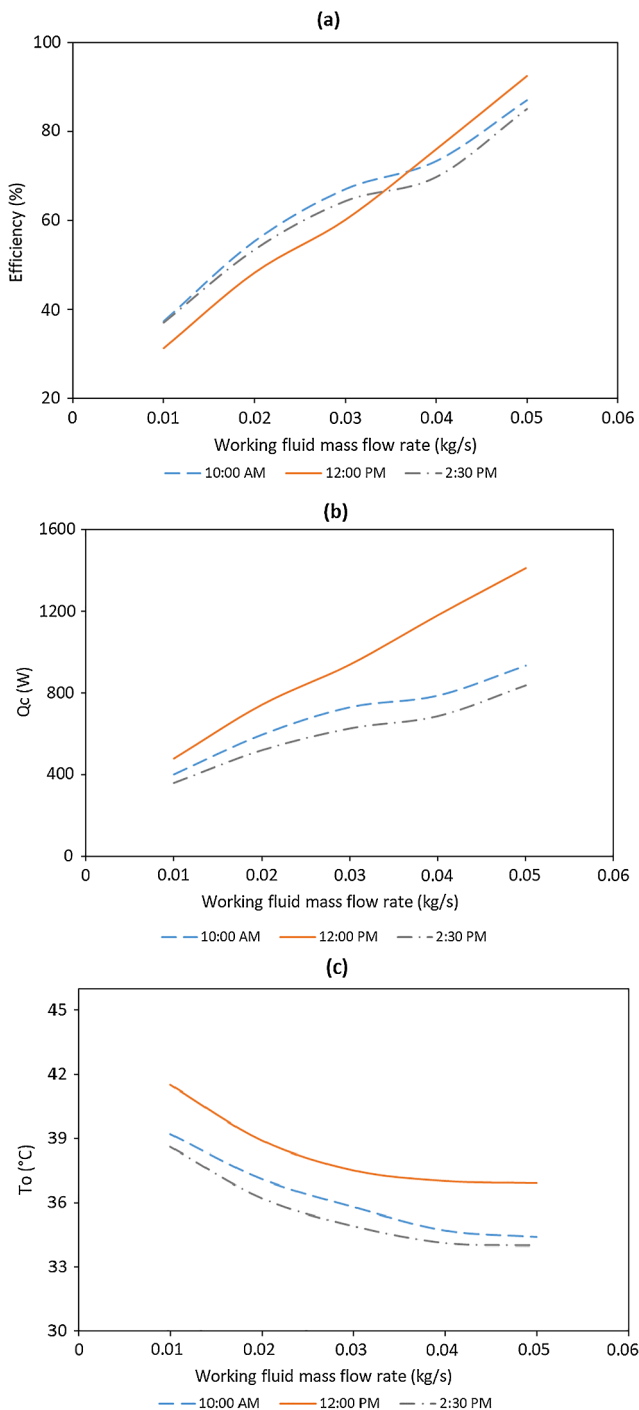 (a)
100
80
60
40
20
Efficiency (%)
0 0.01 0.02 0.03 0.04 0.05 0.06
Working fluid mass flow rate (kg/s)
10:00 AM 12:00 PM 2:30 PM
(b)
1600
1200
800
400
0
Qc (W)
0 0.01 0.02 0.03 0.04 0.05 0.06
Working fluid mass flow rate (kg/s)
10:00 AM 12:00 PM 2:30 PM
(c)
45
42
39
36
33
30
To (°C)
0 0.01 0.02 0.03 0.04 0.05 0.06
Working fluid mass flow rate (kg/s)
10:00 AM 12:00 PM 2:30 PM